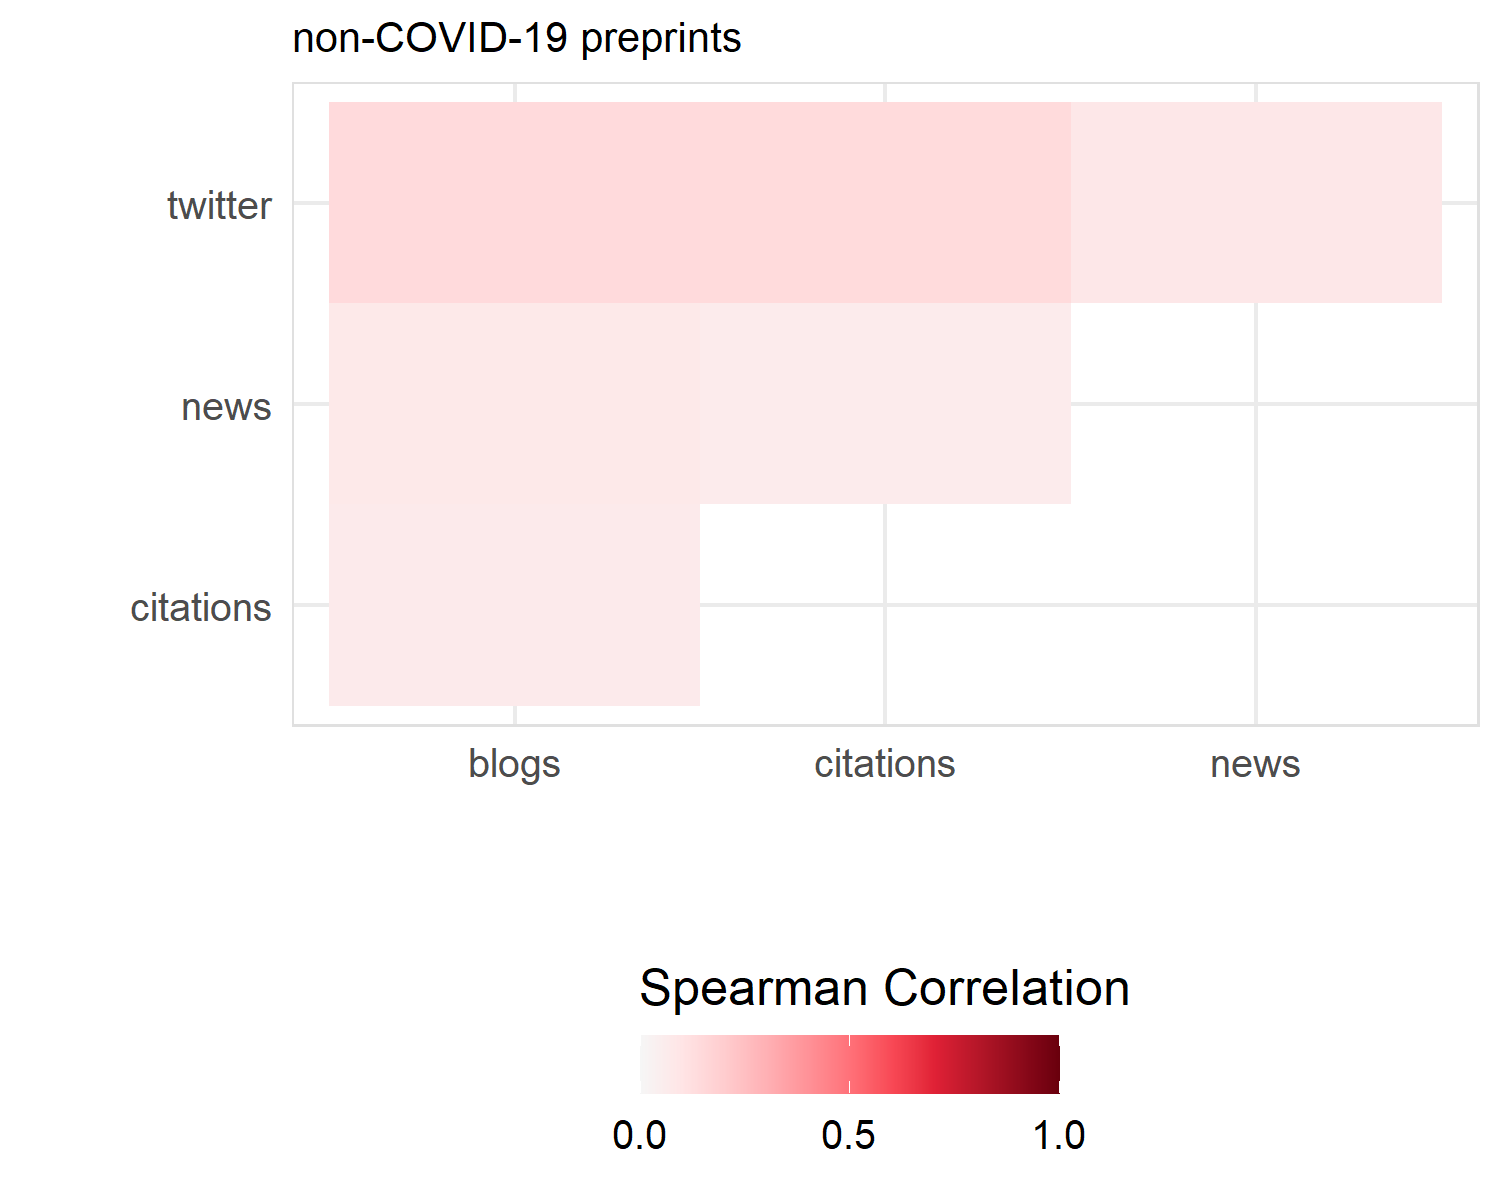 non-COVID-19 preprints
twitter
news
citations
blogs citations news
Spearman Correlation
0.0 0.5 1.0